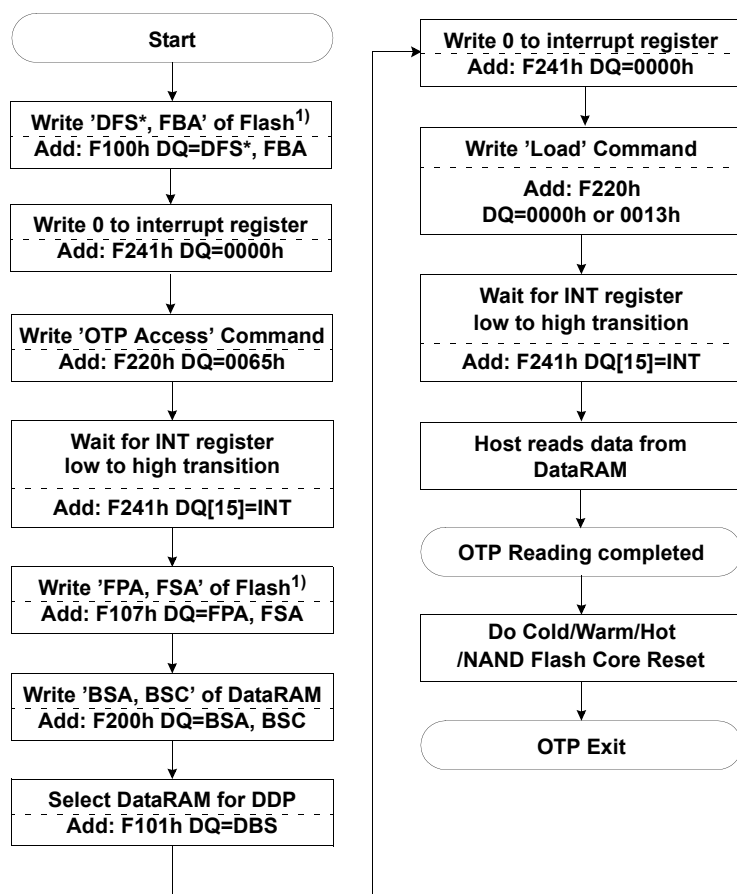 Start
Write 'DFS*, FBA' of Flash1)
Add: F100h DQ=DFS*, FBA
Write 0 to interrupt register
Add: F241h DQ=0000h
Write 'OTP Access' Command
Add: F220h DQ=0065h
Wait for INT register
low to high transition
Add: F241h DQ[15]=INT
Write 'FPA, FSA' of Flash1)
Add: F107h DQ=FPA, FSA
Write 'BSA, BSC' of DataRAM
Add: F200h DQ=BSA, BSC
Select DataRAM for DDP
Add: F101h DQ=DBS
Write 0 to interrupt register
Add: F241h DQ=0000h
Write 'Load' Command
Add: F220h
DQ=0000h or 0013h
Wait for INT register
low to high transition
Add: F241h DQ[15]=INT
Host reads data from
DataRAM
OTP Reading completed
Do Cold/Warm/Hot
/NAND Flash Core Reset
OTP Exit